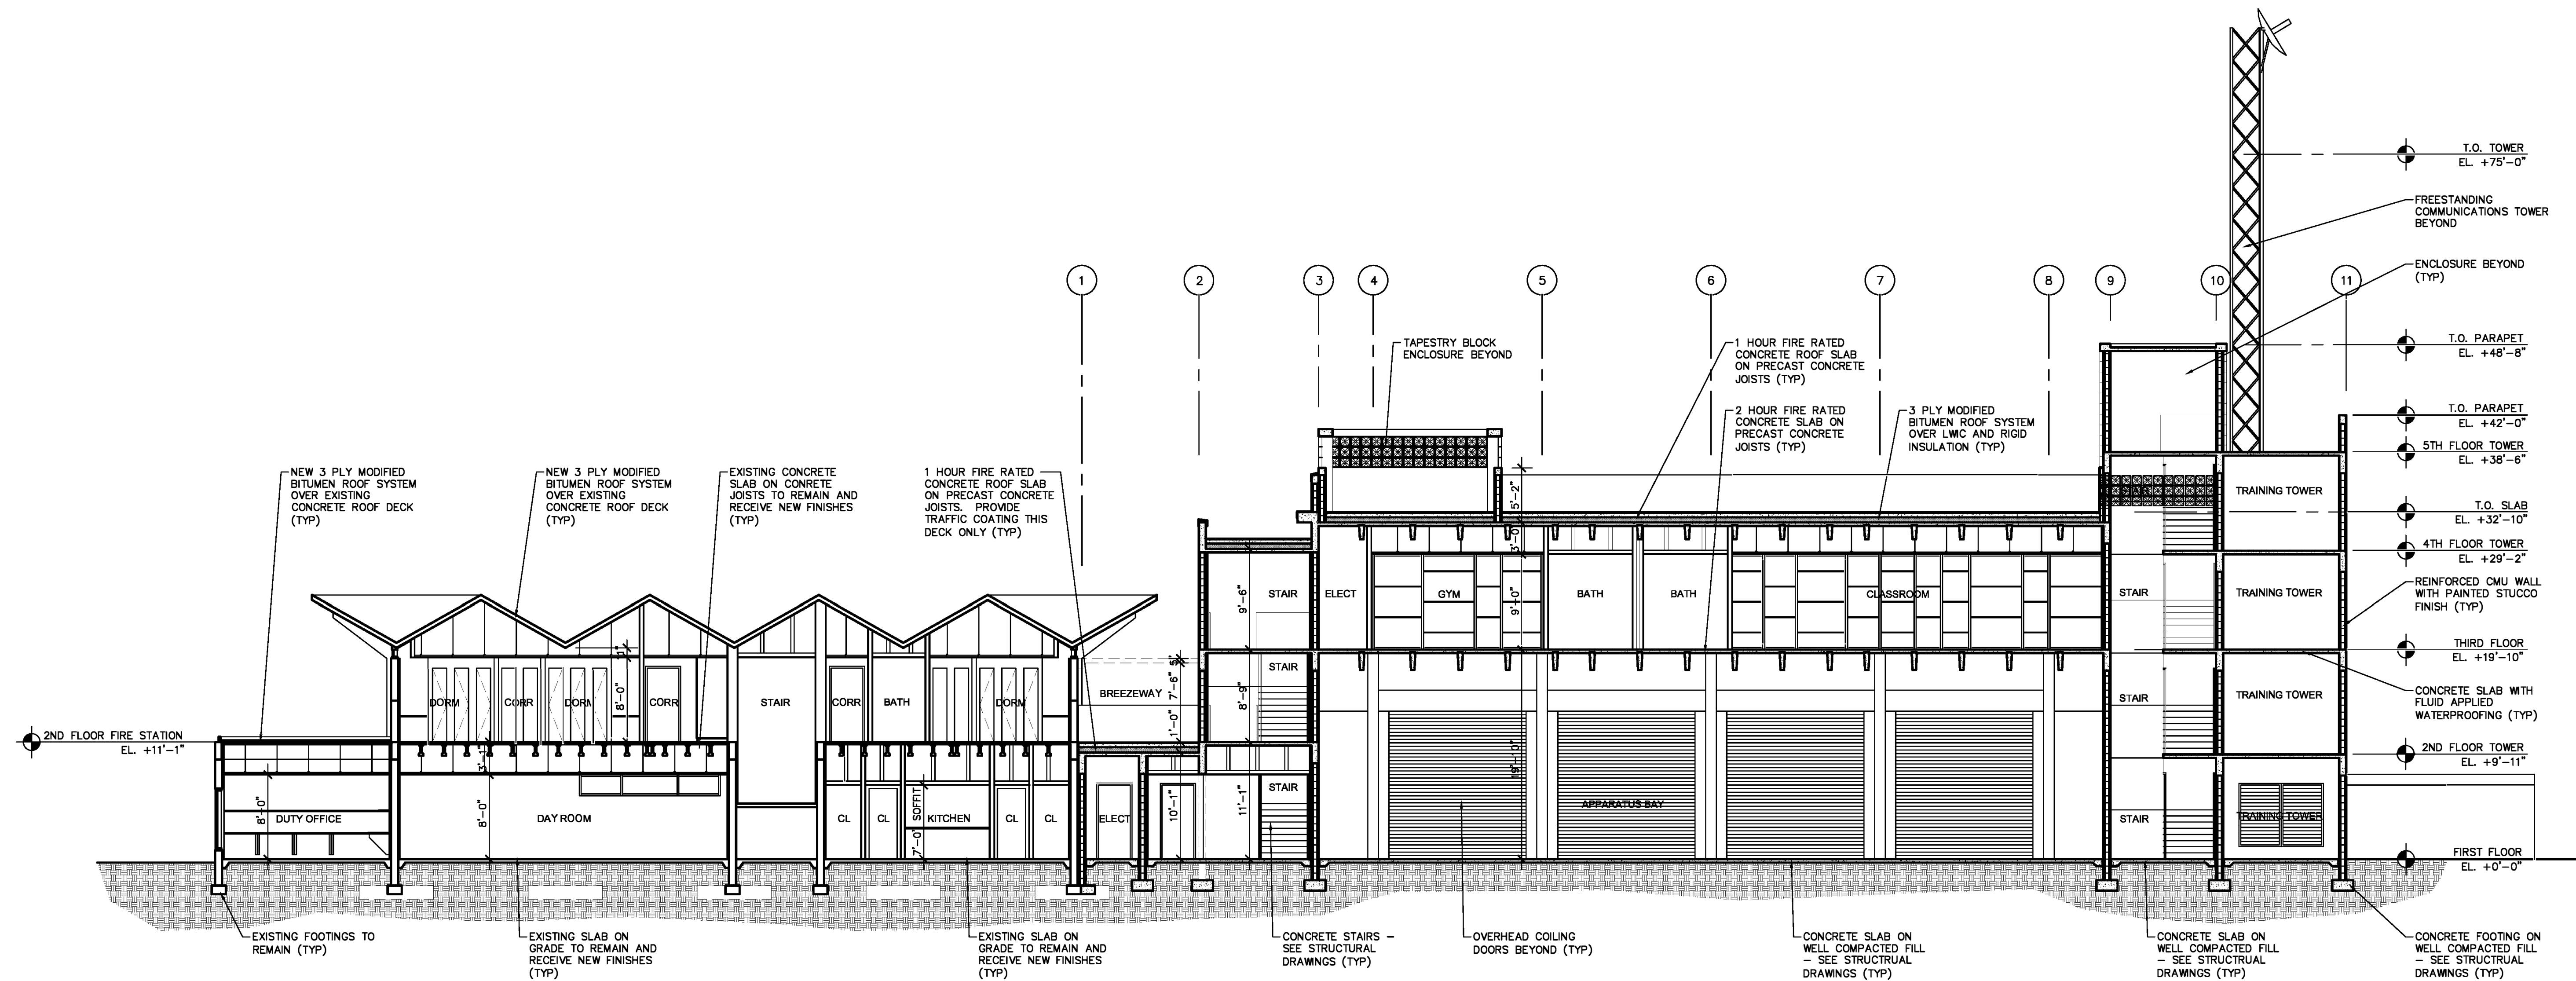 T.O. TOWER
EL. +75'-0"
FREESTANDING
COMMUNICATIONS TOWER
BEYOND
ENCLOSURE BEYOND
(TYP)
1
2
3
4
5
6
7
8
9
10
11
TAPESTRY BLOCK
ENCLOSURE BEYOND
1 HOUR FIRE RATED
CONCRETE ROOF SLAB
ON PRECAST CONCRETE
JOISTS (TYP)
T.O. PARAPET
EL. +48'-8"
2 HOUR FIRE RATED
CONCRETE SLAB ON
PRECAST CONCRETE
JOISTS (TYP)
3 PLY MODIFIED
BITUMEN ROOF SYSTEM
OVER LWIC AND RIGID
INSULATION (TYP)
T.O. PARAPET
EL. +42'-0"
5TH FLOOR TOWER
EL. +38'-6"
NEW 3 PLY MODIFIED
BITUMEN ROOF SYSTEM
OVER EXISTING
CONCRETE ROOF DECK
(TYP)
NEW 3 PLY MODIFIED
BITUMEN ROOF SYSTEM
OVER EXISTING
CONCRETE ROOF DECK
(TYP)
EXISTING CONCRETE
SLAB ON CONRETE
JOISTS TO REMAIN AND
RECEIVE NEW FINISHES
(TYP)
1 HOUR FIRE RATED
CONCRETE ROOF SLAB
ON PRECAST CONCRETE
JOISTS. PROVIDE
TRAFFIC COATING THIS
DECK ONLY (TYP)
5'-2"
STAIR
TRAINING TOWER
T.O. SLAB
EL. +32'-10"
3'-0"
4TH FLOOR TOWER
EL. +29'-2"
9'-6"
STAIR
ELECT
GYM
9'-0"
BATH
BATH
CLASSROOM
STAIR
TRAINING TOWER
REINFORCED CMU WALL
WITH PAINTED STUCCO
FINISH (TYP)
THIRD FLOOR
EL. +19'-10"
DORM
CORR
DORM
8'-0"
CORR
STAIR
CORR
BATH
DORM
BREEZEWAY
5"
7'-6"
1'-0"
8'-9"
STAIR
STAIR
TRAINING TOWER
CONCRETE SLAB WITH
FLUID APPLIED
WATERPROOFING (TYP)
2ND FLOOR FIRE STATION
EL. +11'-1"
2ND FLOOR TOWER
EL. +9'-11"
3'-1"
8'-0"
DUTY OFFICE
8'-0"
DAY ROOM
CL
CL
7'-0" SOFFIT
KITCHEN
CL
CL
ELECT
10'-1"
11'-1"
STAIR
19'-10"
APPARATUS BAY
STAIR
TRAINING TOWER
FIRST FLOOR
EL. +0'-0"
EXISTING FOOTINGS TO
REMAIN (TYP)
EXISTING SLAB ON
GRADE TO REMAIN AND
RECEIVE NEW FINISHES
(TYP)
EXISTING SLAB ON
GRADE TO REMAIN AND
RECEIVE NEW FINISHES
(TYP)
CONCRETE STAIRS –
SEE STRUCTURAL
DRAWINGS (TYP)
OVERHEAD COILING
DOORS BEYOND (TYP)
CONCRETE SLAB ON
WELL COMPACTED FILL
– SEE STRUCTRUAL
DRAWINGS (TYP)
CONCRETE SLAB ON
WELL COMPACTED FILL
– SEE STRUCTRUAL
DRAWINGS (TYP)
CONCRETE FOOTING ON
WELL COMPACTED FILL
– SEE STRUCTRUAL
DRAWINGS (TYP)